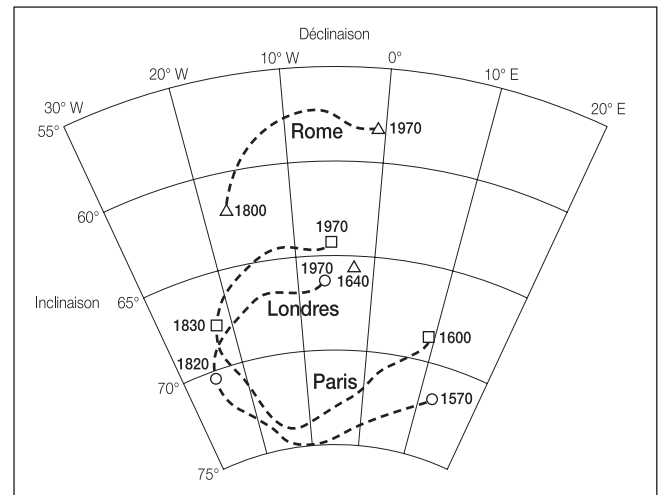 Déclinaison
10° W 0°
20° W 10° E
30° W 20° E
55°
Rome 1970
60° 1800
1970
1970 1640
Inclinaison 65°
Londres
1830 1600
1820
70° Paris
1570
75°